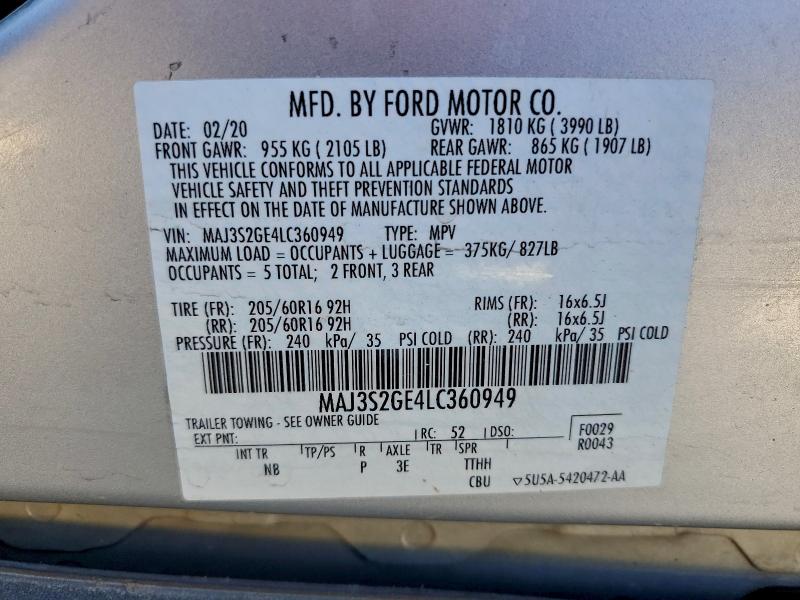 MFD. BY FORD MOTOR CO.
DATE: 02/20 GVWR: 1810 KG ( 3990 LB)
FRONT GAWR: 955 KG ( 2105 LB) REAR GAWR: 865 KG ( 1907 LB)
THIS VEHICLE CONFORMS TO ALL APPLICABLE FEDERAL MOTOR
VEHICLE SAFETY AND THEFT PREVENTION STANDARDS
IN EFFECT ON THE DATE OF MANUFACTURE SHOWN ABOVE.
VIN: MAJ3S2GE4LC360949 TYPE: MPV
MAXIMUM LOAD = OCCUPANTS + LUGGAGE = 375KG/ 827LB
OCCUPANTS = 5 TOTAL; 2 FRONT, 3 REAR
TIRE (FR): 205/60R16 92H RIMS (FR): 16x6.5J
(RR): 205/60R16 92H (RR): 16x6.5J
PRESSURE (FR): 240 kPa/ 35 PSI COLD (RR): 240 kPa/ 35 PSI COLD
MAJ3S2GE4LC360949
TRAILER TOWING - SEE OWNER GUIDE
EXT PNT: RC: 52 DSO: F0029
R0043
INT TR TP/PS R AXLE TR SPR
NB P 3E TTHH
CBU ▽5U5A-5420472-AA